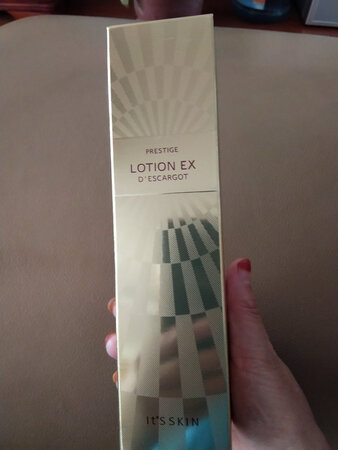 PRESTIGE
LOTION EX
D'ESCARGOT
It'S SKIN